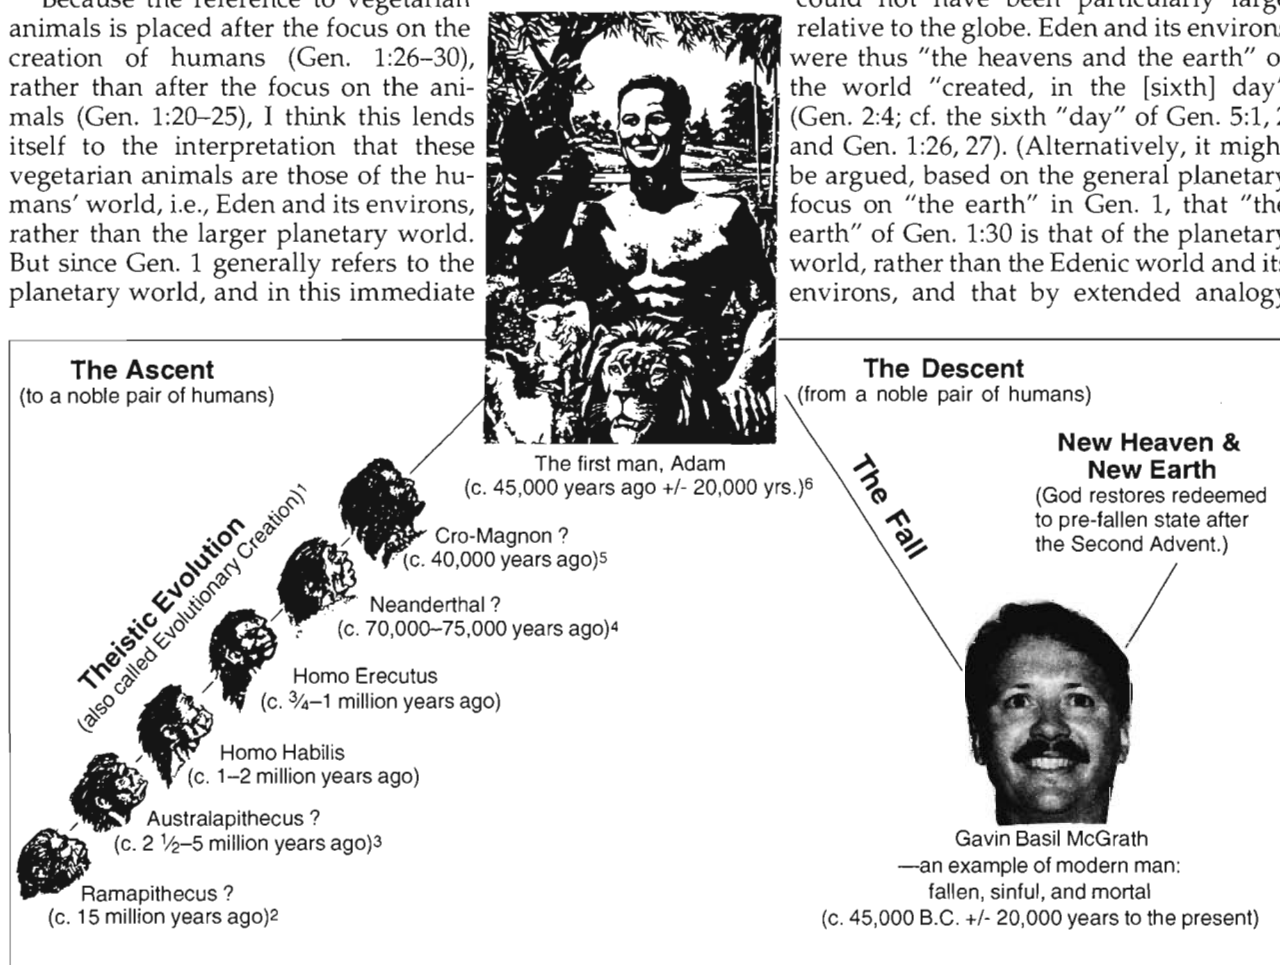 Because the reference to vegetarian
animals is placed after the focus on the
creation of humans (Gen. 1:26–30),
rather than after the focus on the ani-
mals (Gen. 1:20–25), I think this lends
itself to the interpretation that these
vegetarian animals are those of the hu-
mans' world, i.e., Eden and its environs,
rather than the larger planetary world.
But since Gen. 1 generally refers to the
planetary world, and in this immediate
could not have been particularly large
relative to the globe. Eden and its environs
were thus "the heavens and the earth" o
the world "created, in the [sixth] day"
(Gen. 2:4; cf. the sixth "day" of Gen. 5:1, 2
and Gen. 1:26, 27). (Alternatively, it migh
be argued, based on the general planetary
focus on "the earth" in Gen. 1, that "the
earth" of Gen. 1:30 is that of the planetary
world, rather than the Edenic world and its
environs, and that by extended analogy
The Ascent
(to a noble pair of humans)
The Descent
(from a noble pair of humans)
The first man, Adam
(c. 45,000 years ago +/- 20,000 yrs.)6
The Fall
New Heaven &
New Earth
(God restores redeemed
to pre-fallen state after
the Second Advent.)
Theistic Evolution
(also called Evolutionary Creation)1
Cro-Magnon ?
(c. 40,000 years ago)5
Neanderthal ?
(c. 70,000–75,000 years ago)4
Homo Erecutus
(c. ¾–1 million years ago)
Homo Habilis
(c. 1–2 million years ago)
Australapithecus ?
(c. 2 ½–5 million years ago)3
Ramapithecus ?
(c. 15 million years ago)2
Gavin Basil McGrath
—an example of modern man:
fallen, sinful, and mortal
(c. 45,000 B.C. +/- 20,000 years to the present)